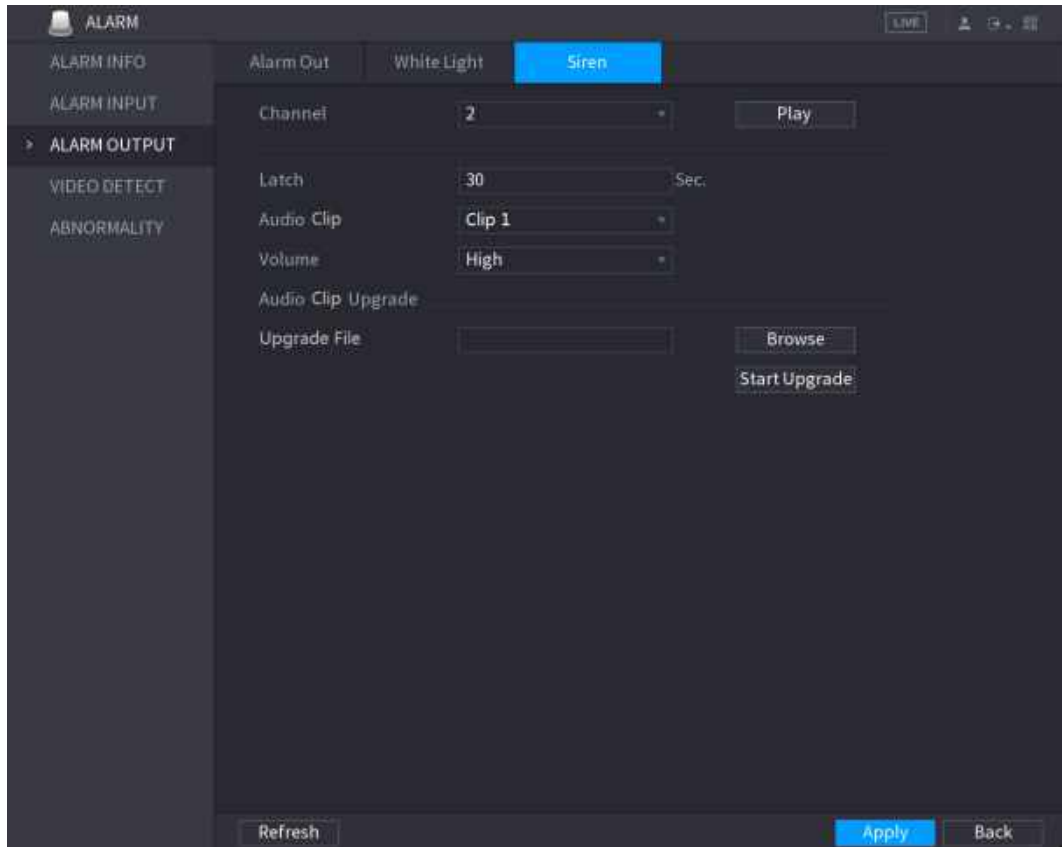 ALARM
LIVE
ALARM INFO
ALARM INPUT
ALARM OUTPUT
VIDEO DETECT
ABNORMALITY
Alarm Out
White Light
Siren
Channel
2
Play
Latch
30
Sec.
Audio Clip
Clip 1
Volume
High
Audio Clip Upgrade
Upgrade File
Browse
Start Upgrade
Refresh
Apply
Back